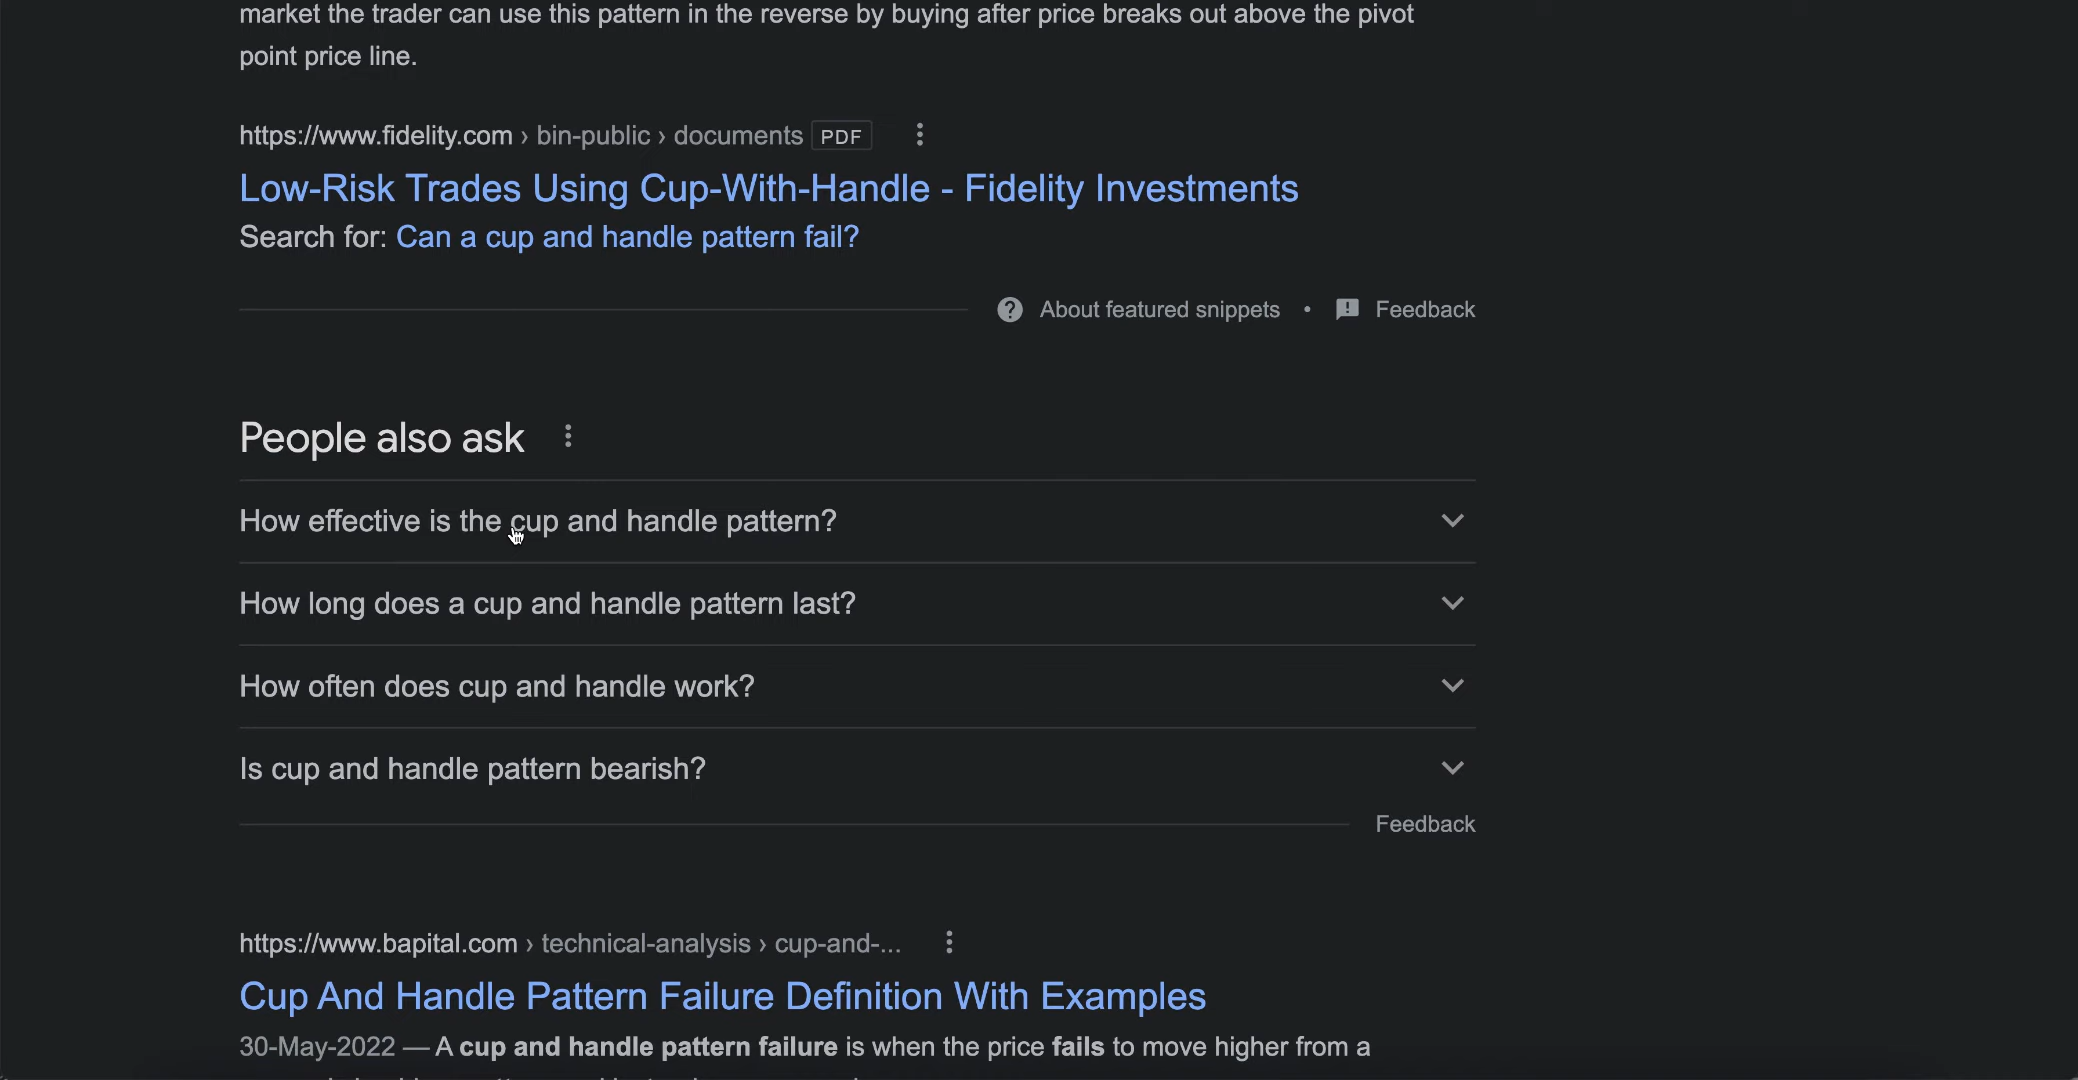 market the trader can use this pattern in the reverse by buying after price breaks out above the pivot
point price line.
https://www.fidelity.com › bin-public › documents PDF
Low-Risk Trades Using Cup-With-Handle - Fidelity Investments
Search for: Can a cup and handle pattern fail?
About featured snippets • Feedback
People also ask
How effective is the cup and handle pattern?
How long does a cup and handle pattern last?
How often does cup and handle work?
Is cup and handle pattern bearish?
Feedback
https://www.bapital.com › technical-analysis › cup-and-...
Cup And Handle Pattern Failure Definition With Examples
30-May-2022 — A cup and handle pattern failure is when the price fails to move higher from a